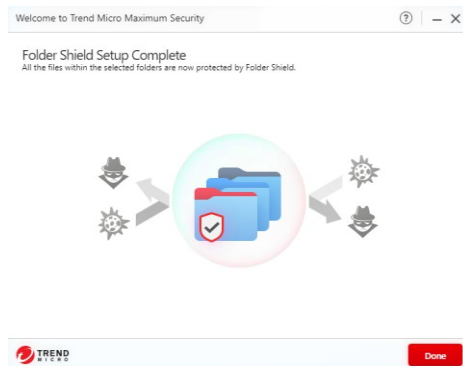 Welcome to Trend Micro Maximum Security
?
Folder Shield Setup Complete
All the files within the selected folders are now protected by Folder Shield.
TREND
MICRO
Done